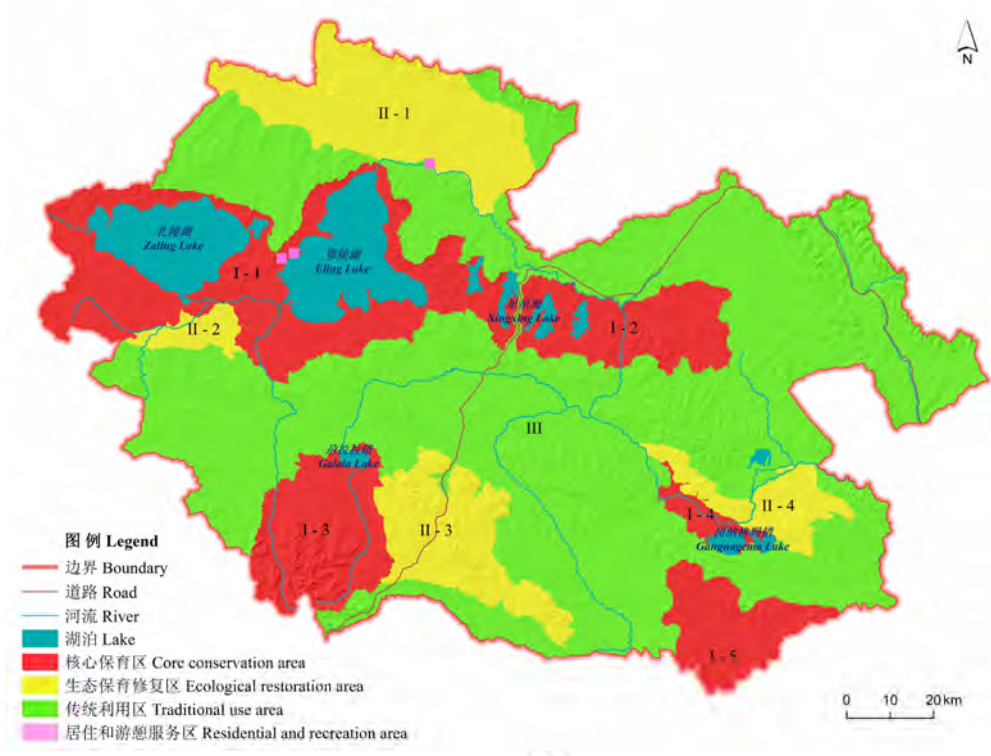 N
II - 1
扎陵湖
Zaling Lake
鄂陵湖
Eling Lake
I - 1
星星海
Xingxing Lake
I - 2
II - 2
III
Galala Lake
I - 3
II - 3
II - 4
I - 4
Gangnagema Lake
I - 5
图 例 Legend
边界 Boundary
道路 Road
河流 River
湖泊 Lake
核心保育区 Core conservation area
生态保育修复区 Ecological restoration area
传统利用区 Traditional use area
居住和游憩服务区 Residential and recreation area
0 10 20 km